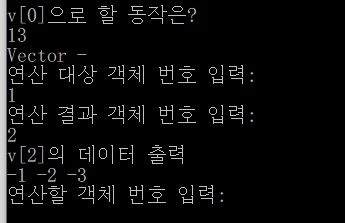 v[0]으로 할 동작은?
13
Vector -
연산 대상 객체 번호 입력:
1
연산 결과 객체 번호 입력:
2
v[2]의 데이터 출력
-1 -2 -3
연산할 객체 번호 입력: